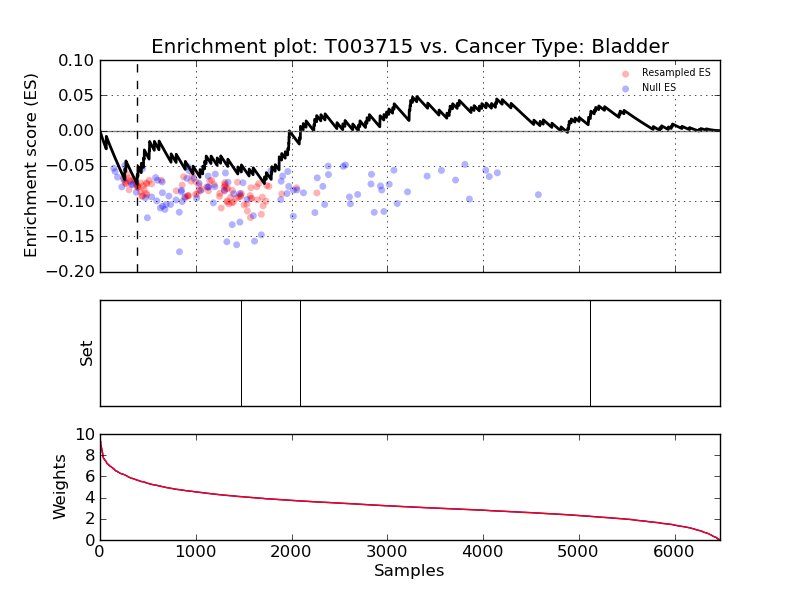 Enrichment plot: T003715 vs. Cancer Type: Bladder
0.10
0.05
0.00
−0.05
−0.10
−0.15
−0.20
Enrichment score (ES)
Resampled ES
Null ES
Set
10
8
6
4
2
0
Weights
0 1000 2000 3000 4000 5000 6000
Samples